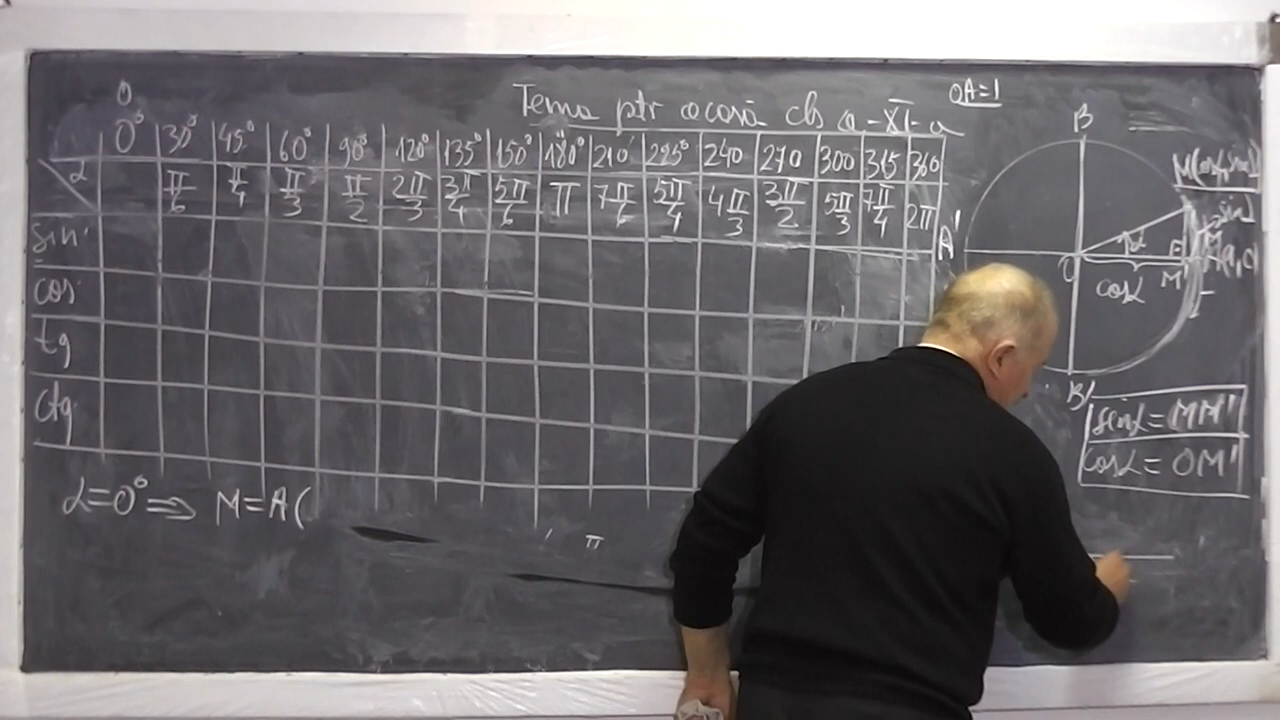 Tema ptr acasă cls a-XI-a
OA=1
0
0° 30° 45° 60° 90° 120° 135° 150° 180° 210° 225° 240 270 300 315 360
α π/6 π/4 π/3 π/2 2π/3 3π/4 5π/6 π 7π/6 5π/4 4π/3 3π/2 5π/3 7π/4 2π
sin
cos
tg
ctg
α=0° ⇒ M=A(
B
M(cosα, sinα)
sinα
A'
O
α
M'
cosα
B'
sinα = MM'
cosα = OM'
π